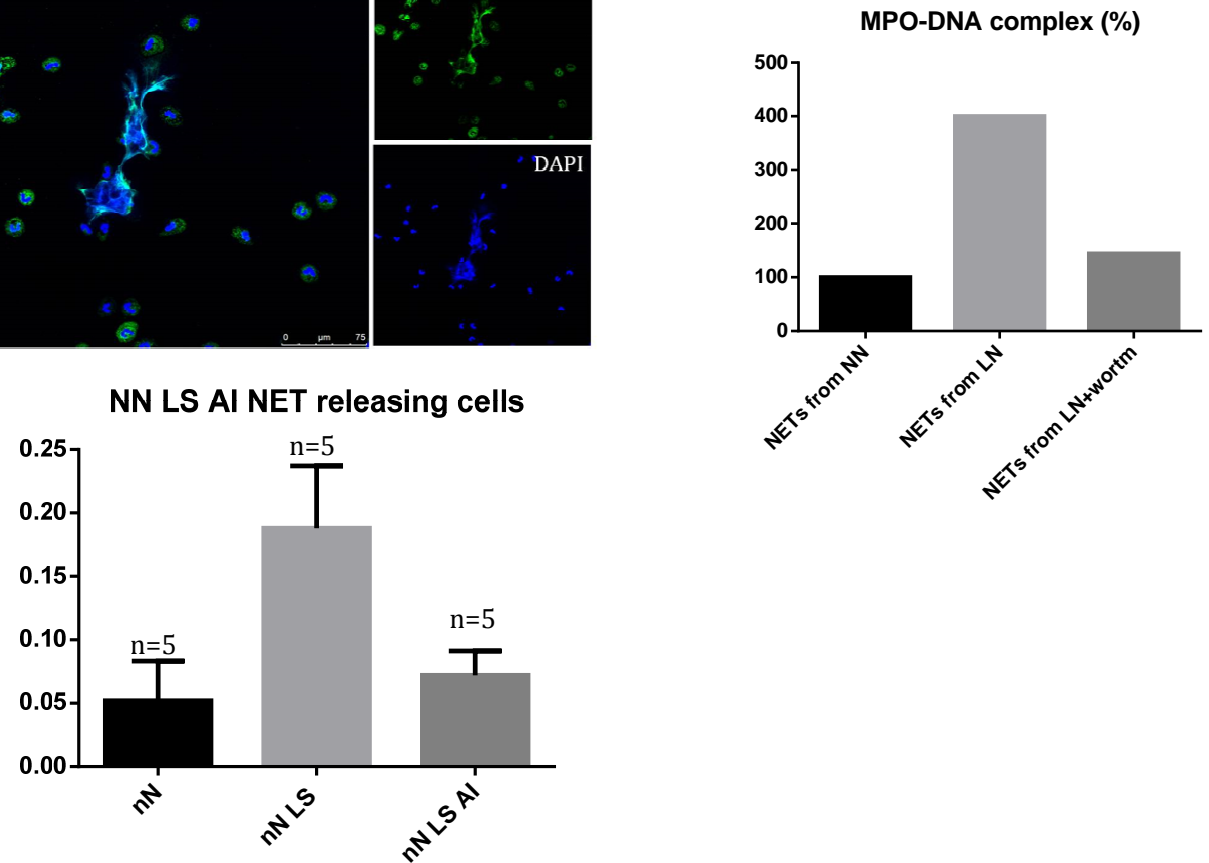 DAPI
0 µm 75
MPO-DNA complex (%)
500
400
300
200
100
0
NETs from NN
NETs from LN
NETs from LN+wortm
NN LS AI NET releasing cells
0.25
0.20
0.15
0.10
0.05
0.00
n=5
n=5
n=5
nN
nN LS
nN LS AI